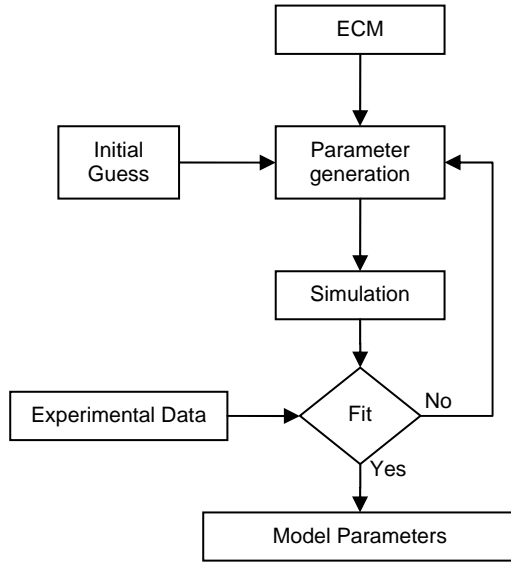 ECM
Initial
Guess
Parameter
generation
Simulation
Experimental Data
Fit
No
Yes
Model Parameters